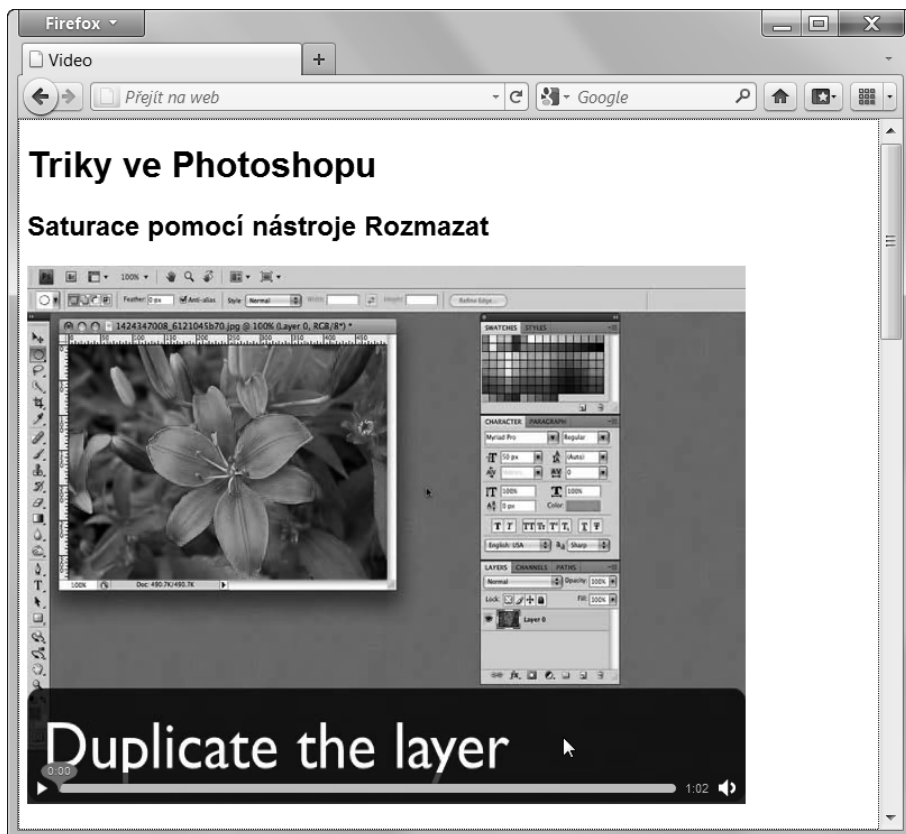 Firefox
Video
Přejít na web
Google
Triky ve Photoshopu
Saturace pomocí nástroje Rozmazat
Br 100%
Feather: 0 px Anti-alias Style Normal Width: Height: Refine Edge...
1424347008_6121045b70.jpg @ 100% (Layer 0, RGB/8*) *
100% Doc: 490.7K/490.7K
SWATCHES STYLES
CHARACTER PARAGRAPH
Myriad Pro Regular
50 px (Auto)
Metrics 0
100% 100%
0 px Color:
English: USA Sharp
LAYERS CHANNELS PATHS
Normal Opacity: 100%
Lock: Fill: 100%
Layer 0
Duplicate the layer
0:00
1:02